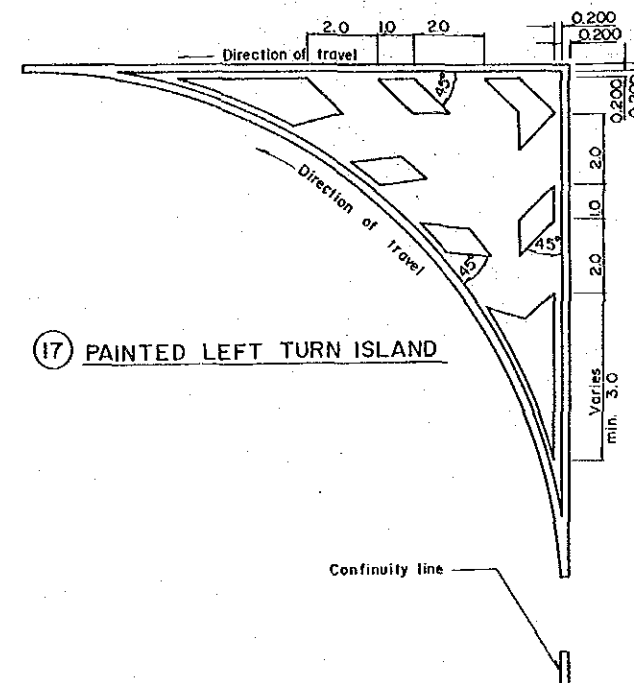 0.200
0.200
2.0 1.0 2.0
Direction of travel
45°
0.200
0.200
2.0
1.0
2.0
Direction of travel
45°
45°
17 PAINTED LEFT TURN ISLAND
Varies
min. 3.0
Continuity line